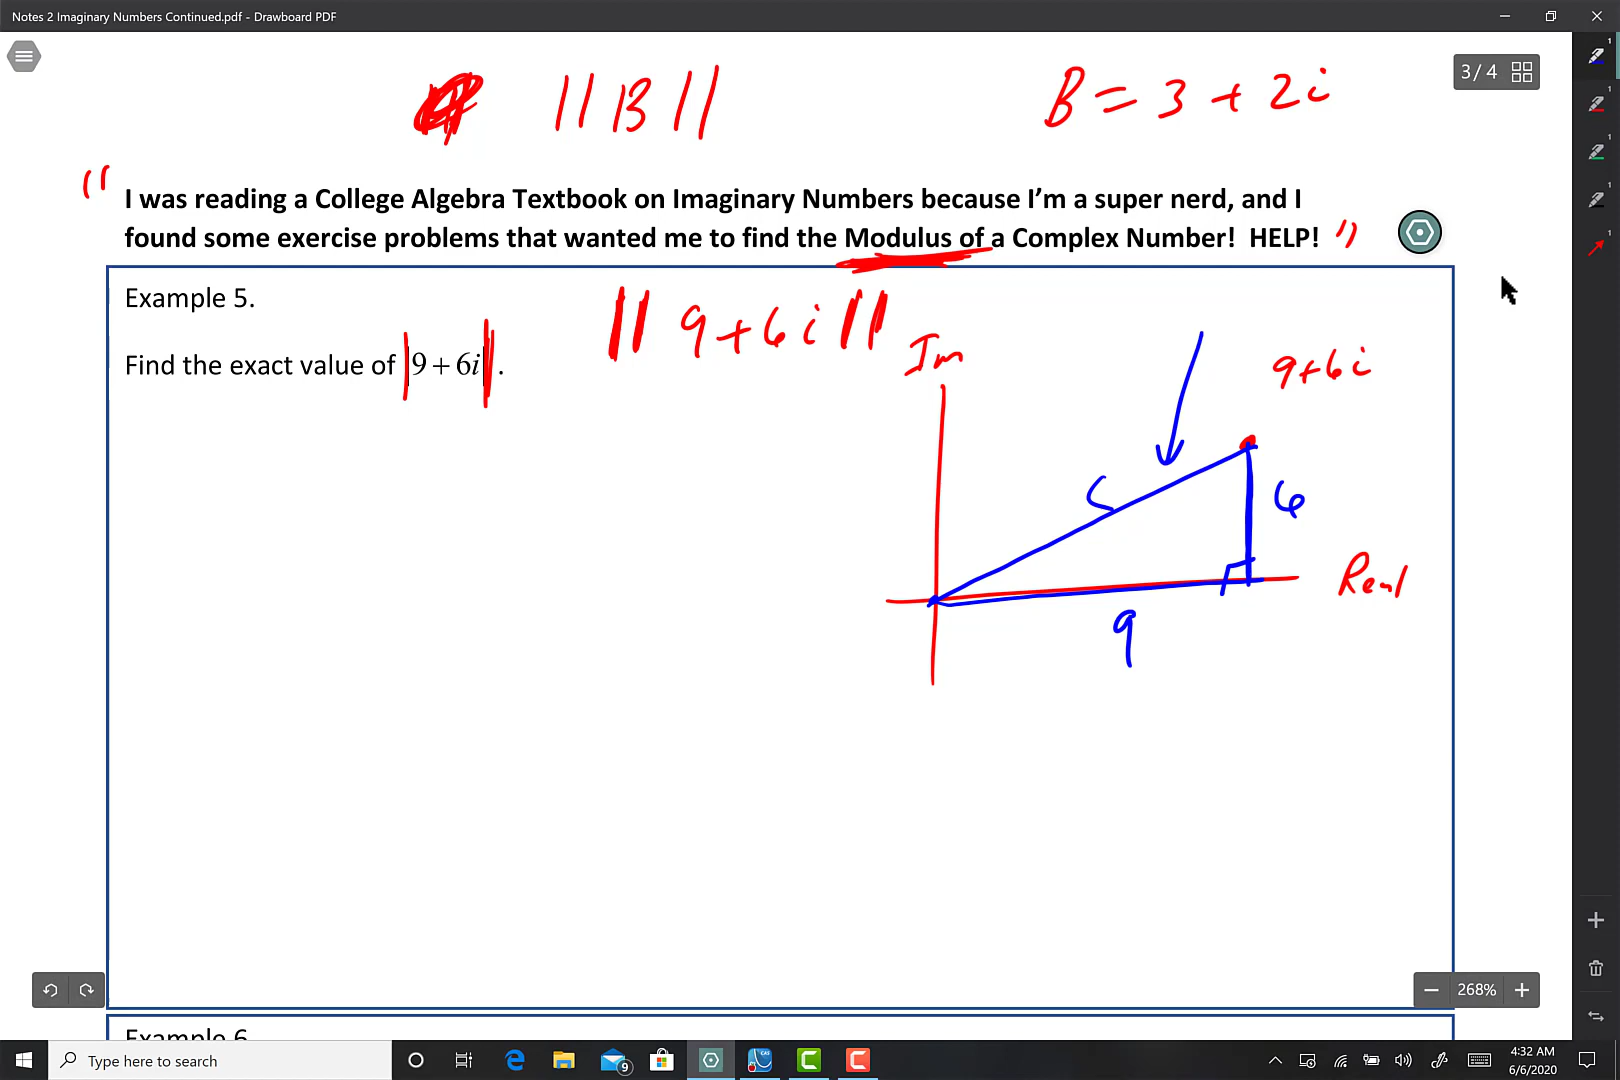 Notes 2 Imaginary Numbers Continued.pdf - Drawboard PDF
3 / 4
||B||
B = 3 + 2i
" I was reading a College Algebra Textbook on Imaginary Numbers because I'm a super nerd, and I
found some exercise problems that wanted me to find the Modulus of a Complex Number! HELP! "
Example 5.
|| 9+6i ||
Find the exact value of |9 + 6i|.
Im
9+6i
6
Real
9
268%
Example 6
Type here to search
9
4:32 AM
6/6/2020